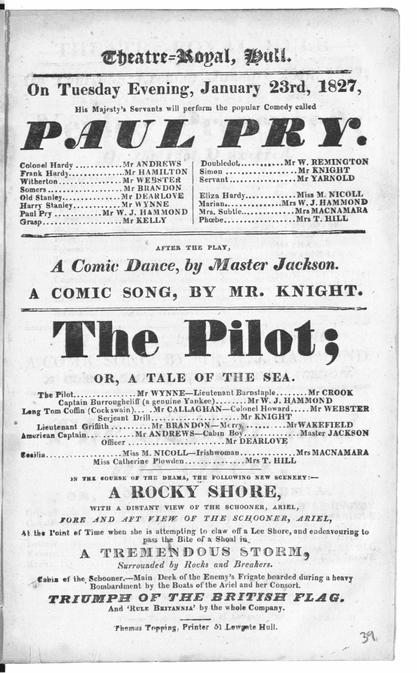 Theatre=Royal, Hull.
On Tuesday Evening, January 23rd, 1827,
His Majesty's Servants will perform the popular Comedy called
PAUL PRY.
Colonel Hardy ............Mr ANDREWS
Frank Hardy..............Mr HAMILTON
Witherton................Mr WEBSTER
Somers ..................Mr BRANDON
Old Stanley..............Mr DEARLOVE
Harry Stanley............Mr WYNNE
Paul Pry ..........Mr W. J. HAMMOND
Grasp....................Mr KELLY
Doubledot..........Mr W. REMINGTON
Simon ..............Mr KNIGHT
Servant ............Mr YARNOLD
Eliza Hardy............Miss M. NICOLL
Marian............Mrs W. J. HAMMOND
Mrs. Subtle............Mrs MACNAMARA
Phœbe..................Mrs T. HILL
AFTER THE PLAY,
A Comic Dance, by Master Jackson.
A COMIC SONG, BY MR. KNIGHT.
The Pilot;
OR, A TALE OF THE SEA.
The Pilot..............Mr WYNNE—Lieutenant Barnstaple......Mr CROOK
Captain Burroughcliff (a genuine Yankee)........Mr W. J. HAMMOND
Long Tom Coffin (Cockswain)....Mr CALLAGHAN—Colonel Howard.....Mr WEBSTER
Serjeant Drill..............Mr KNIGHT
Lieutenant Griffith ..........Mr BRANDON—Merry..........Mr WAKEFIELD
American Captain..........Mr ANDREWS—Cabin Boy..........Master JACKSON
Officer ..............Mr DEARLOVE
Cecilia..............Miss M. NICOLL—Irishwoman..........Mrs MACNAMARA
Miss Catherine Plowden..............Mrs T. HILL
IN THE COURSE OF THE DRAMA, THE FOLLOWING NEW SCENERY:—
A ROCKY SHORE,
WITH A DISTANT VIEW OF THE SCHOONER, ARIEL,
FORE AND AFT VIEW OF THE SCHOONER, ARIEL,
At the Point of Time when she is attempting to claw off a Lee Shore, and endeavouring to
pass the Bite of a Shoal in
A TREMENDOUS STORM,
Surrounded by Rocks and Breakers.
Cabin of the Schooner.—Main Deck of the Enemy's Frigate boarded during a heavy
Bombardment by the Boats of the Ariel and her Consort.
TRIUMPH OF THE BRITISH FLAG.
And 'RULE BRITANNIA' by the whole Company.
Thomas Topping, Printer 51 Lowgate Hull.
39